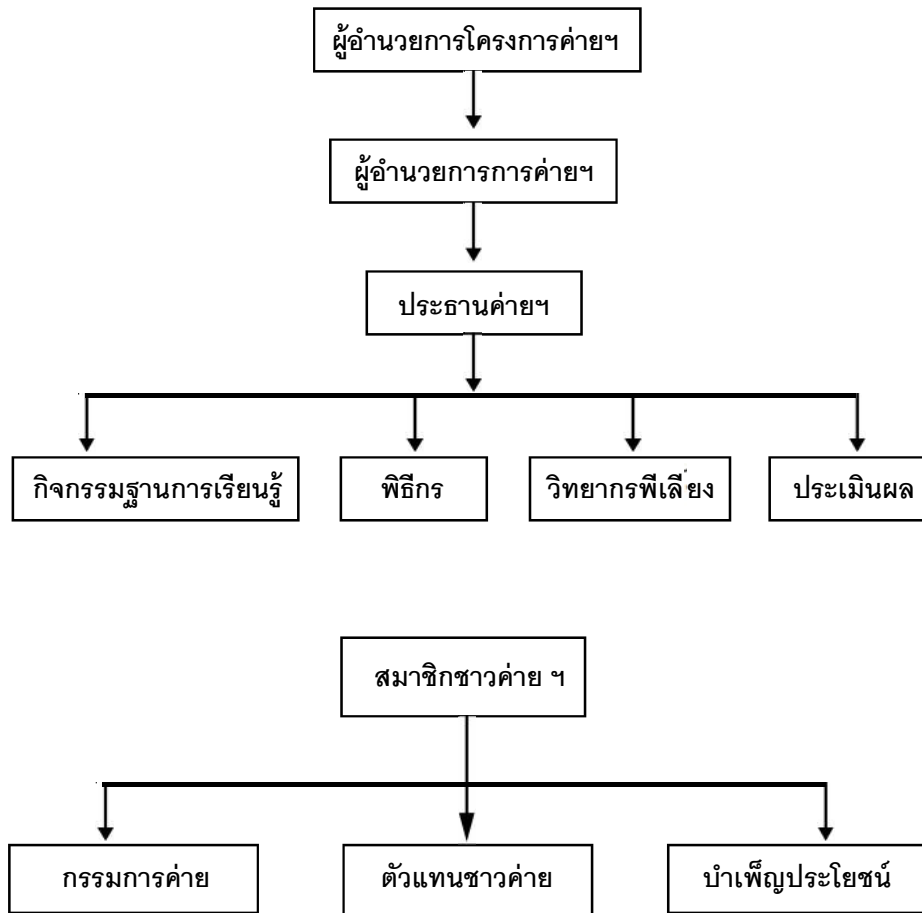 ผู้อำนวยการโครงการค่ายฯ
ผู้อำนวยการการค่ายฯ
ประธานค่ายฯ
กิจกรรมฐานการเรียนรู้
พิธีกร
วิทยากรพี่เลี้ยง
ประเมินผล
สมาชิกชาวค่าย ฯ
กรรมการค่าย
ตัวแทนชาวค่าย
บำเพ็ญประโยชน์